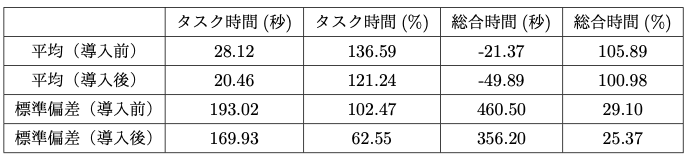 タスク時間 (秒) タスク時間 (%) 総合時間 (秒) 総合時間 (%)
平均（導入前） 28.12 136.59 -21.37 105.89
平均（導入後） 20.46 121.24 -49.89 100.98
標準偏差（導入前） 193.02 102.47 460.50 29.10
標準偏差（導入後） 169.93 62.55 356.20 25.37